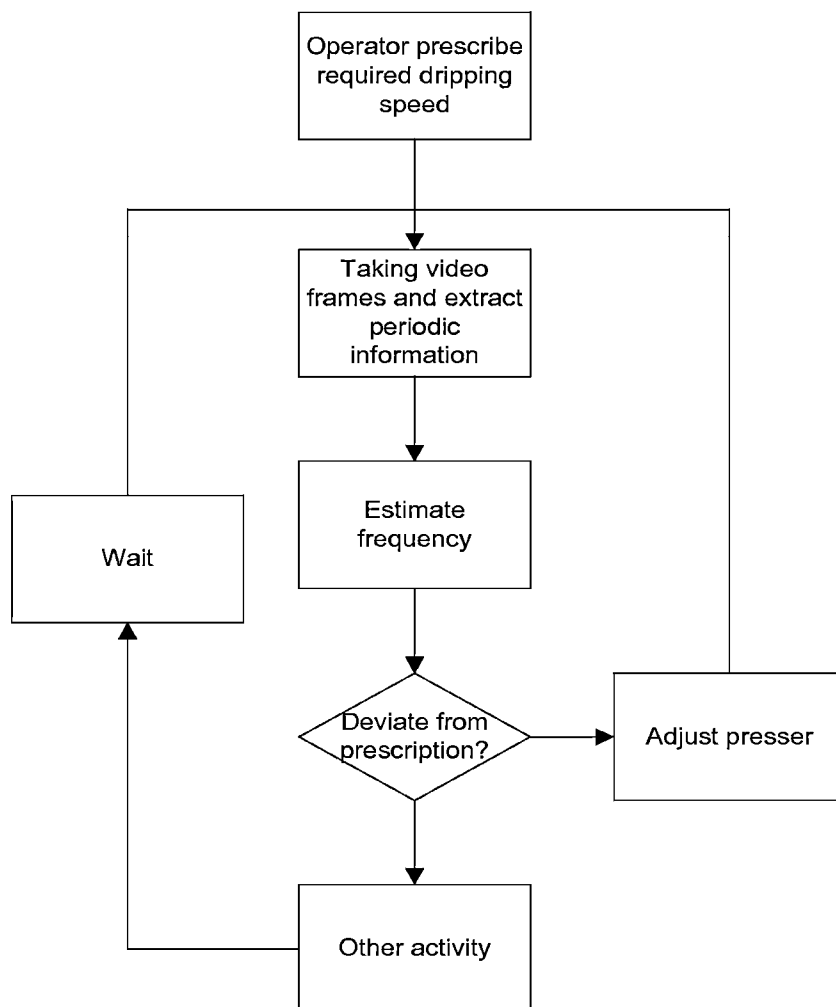 Operator prescribe
required dripping
speed
Taking video
frames and extract
periodic
information
Estimate
frequency
Wait
Deviate from
prescription?
Adjust presser
Other activity